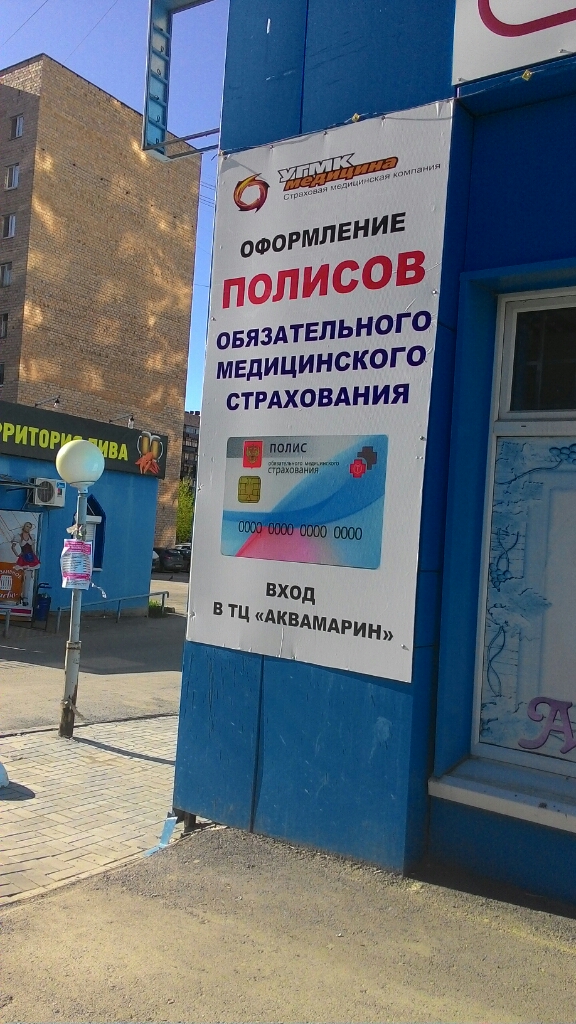 УГМК
медицина
Страховая медицинская компания
ОФОРМЛЕНИЕ
ПОЛИСОВ
ОБЯЗАТЕЛЬНОГО
МЕДИЦИНСКОГО
СТРАХОВАНИЯ
ПОЛИС
обязательного медицинского
страхования
0000 0000 0000 0000
ВХОД
В ТЦ «АКВАМАРИН»
РРИТОРИЯ ПИВА